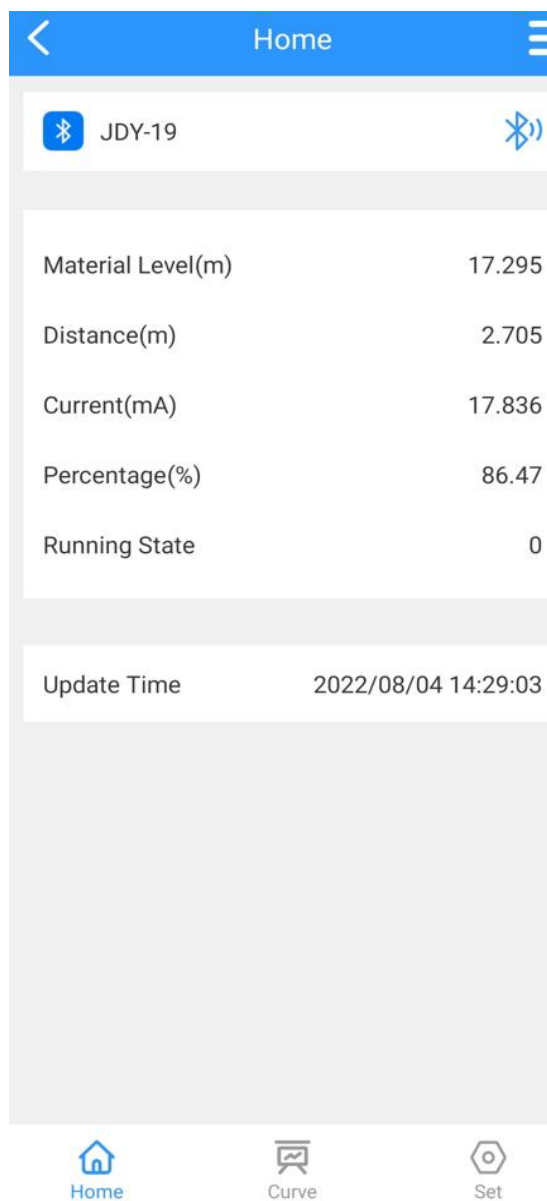 Home
JDY-19
Material Level(m) 17.295
Distance(m) 2.705
Current(mA) 17.836
Percentage(%) 86.47
Running State 0
Update Time 2022/08/04 14:29:03
Home Curve Set